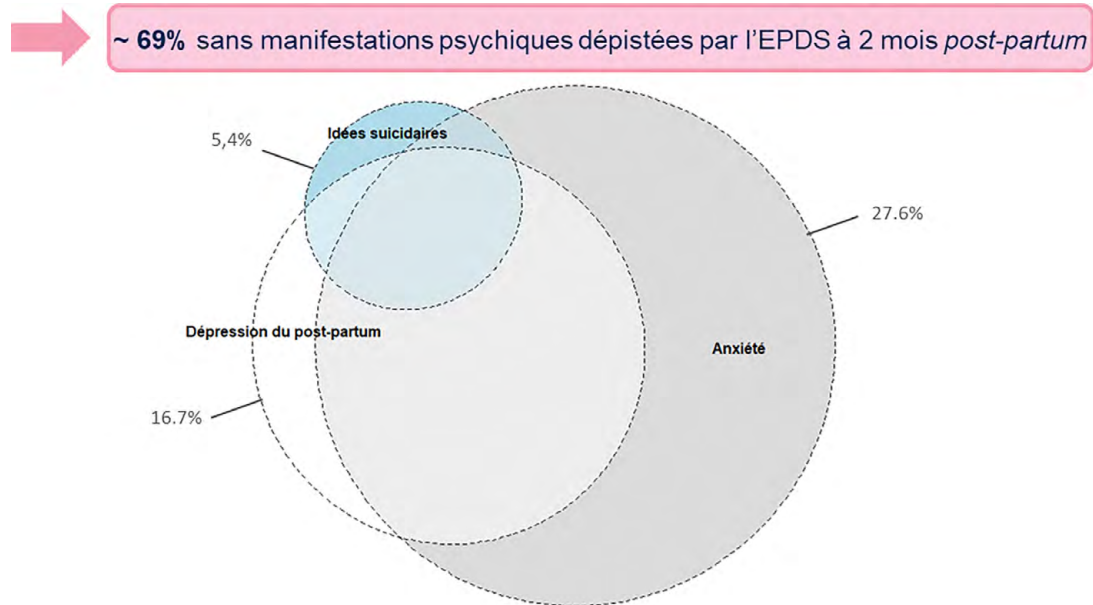 ~ 69% sans manifestations psychiques dépistées par l’EPDS à 2 mois post-partum
Idées suicidaires
5,4%
27.6%
Dépression du post-partum
Anxiété
16.7%